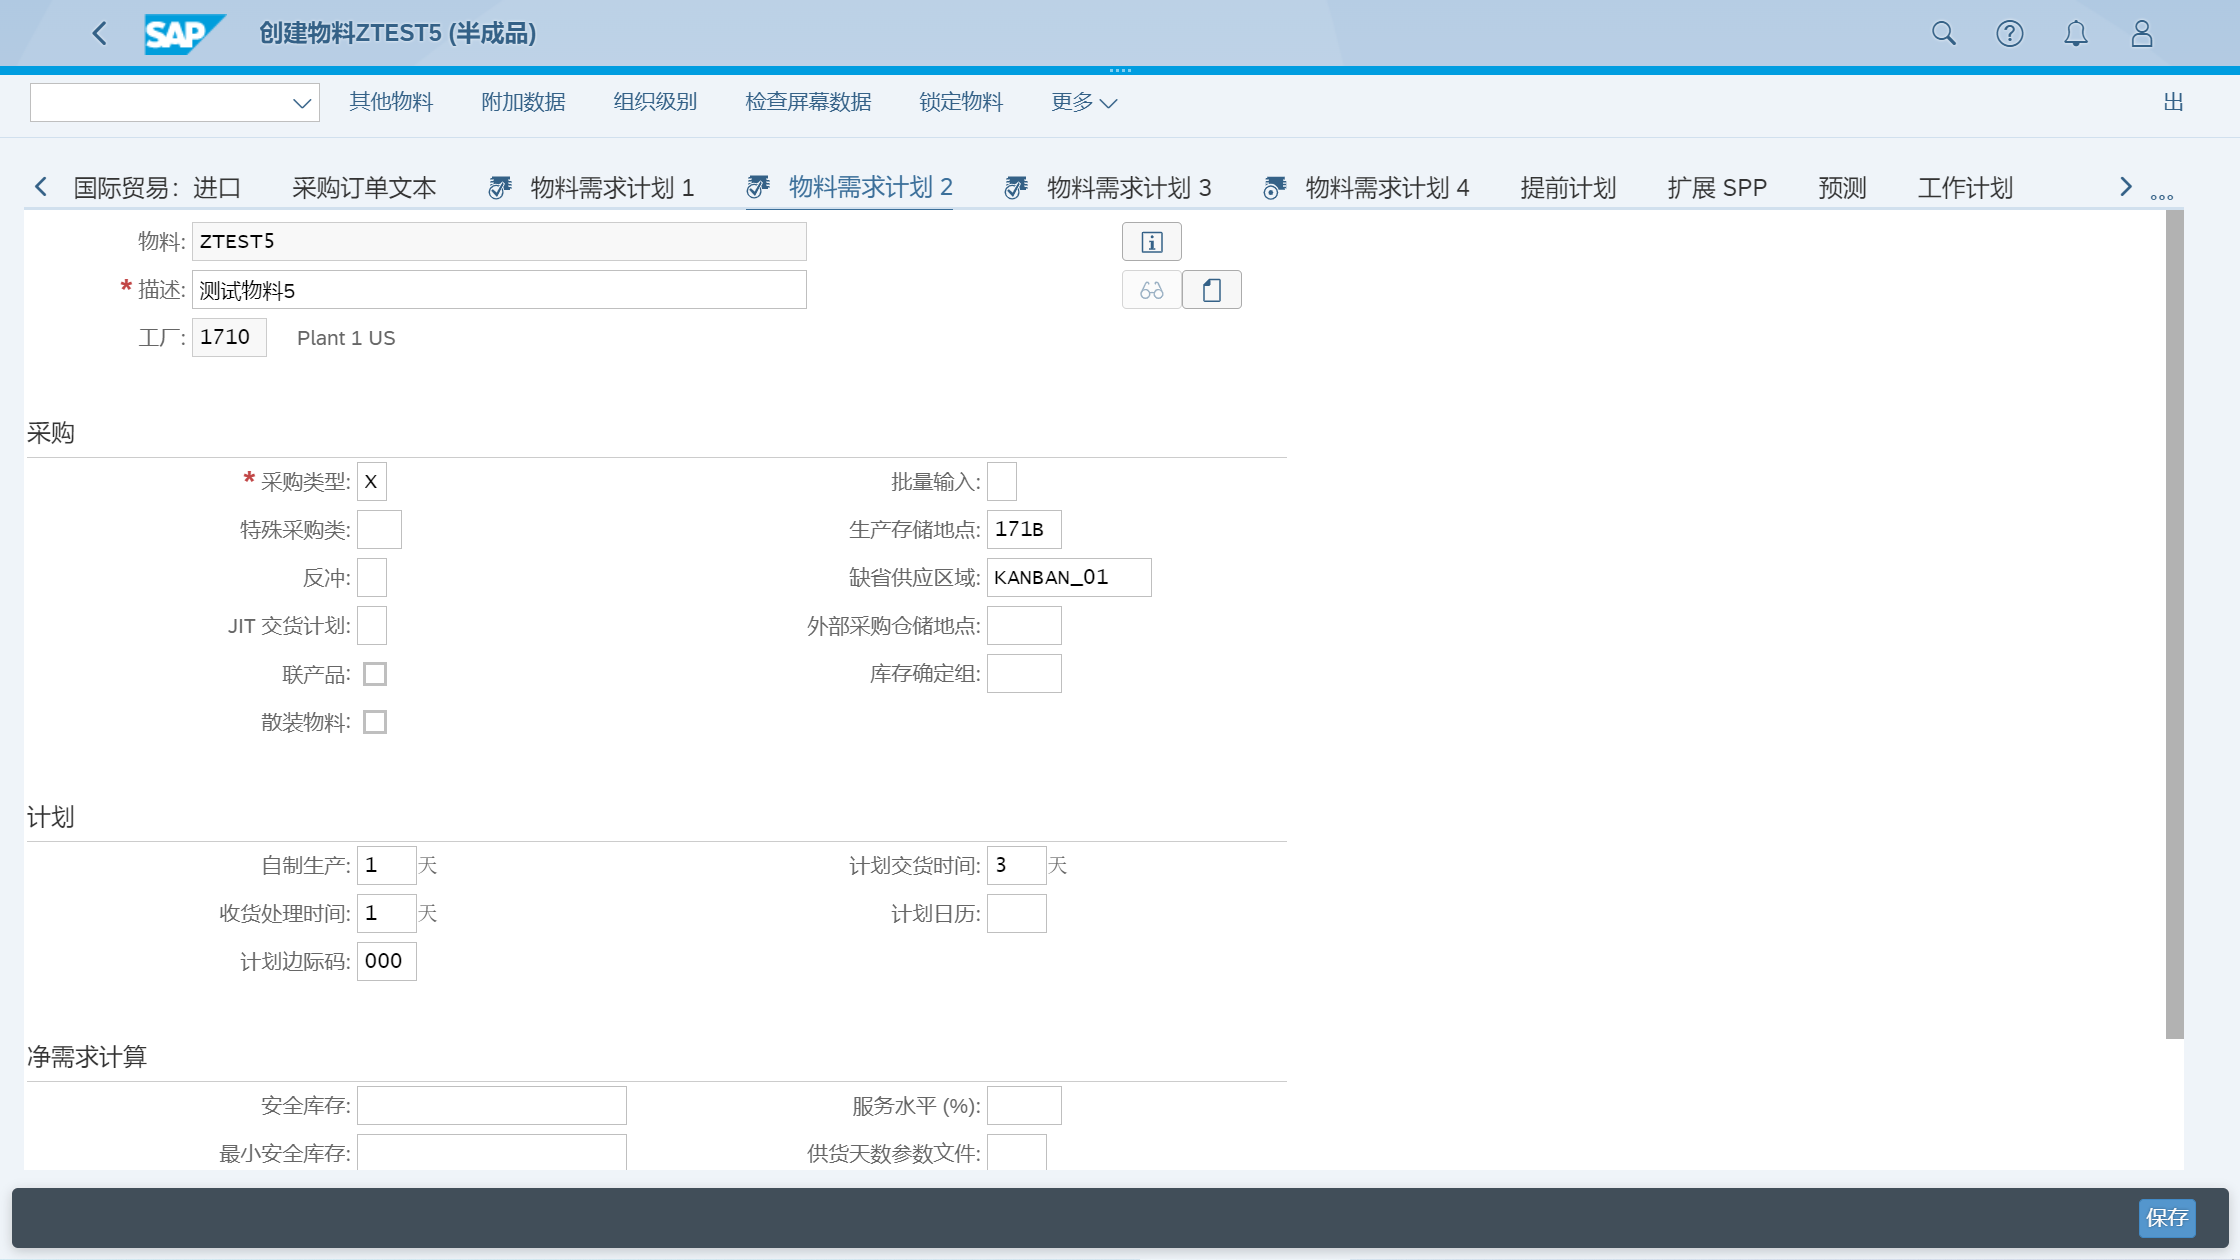 SAP 创建物料ZTEST5 (半成品)
其他物料 附加数据 组织级别 检查屏幕数据 锁定物料 更多 出
国际贸易：进口 采购订单文本 物料需求计划 1 物料需求计划 2 物料需求计划 3 物料需求计划 4 提前计划 扩展 SPP 预测 工作计划
物料: ZTEST5
* 描述: 测试物料5
工厂: 1710 Plant 1 US
采购
* 采购类型: X 批量输入:
特殊采购类: 生产存储地点: 171B
反冲: 缺省供应区域: KANBAN_01
JIT 交货计划: 外部采购仓储地点:
联产品: 库存确定组:
散装物料:
计划
自制生产: 1 天 计划交货时间: 3 天
收货处理时间: 1 天 计划日历:
计划边际码: 000
净需求计算
安全库存: 服务水平 (%):
最小安全库存: 供货天数参数文件:
保存